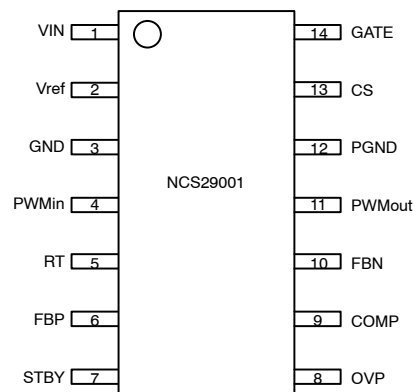 VIN 1 14 GATE
Vref 2 13 CS
GND 3 12 PGND
NCS29001
PWMin 4 11 PWMout
RT 5 10 FBN
FBP 6 9 COMP
STBY 7 8 OVP